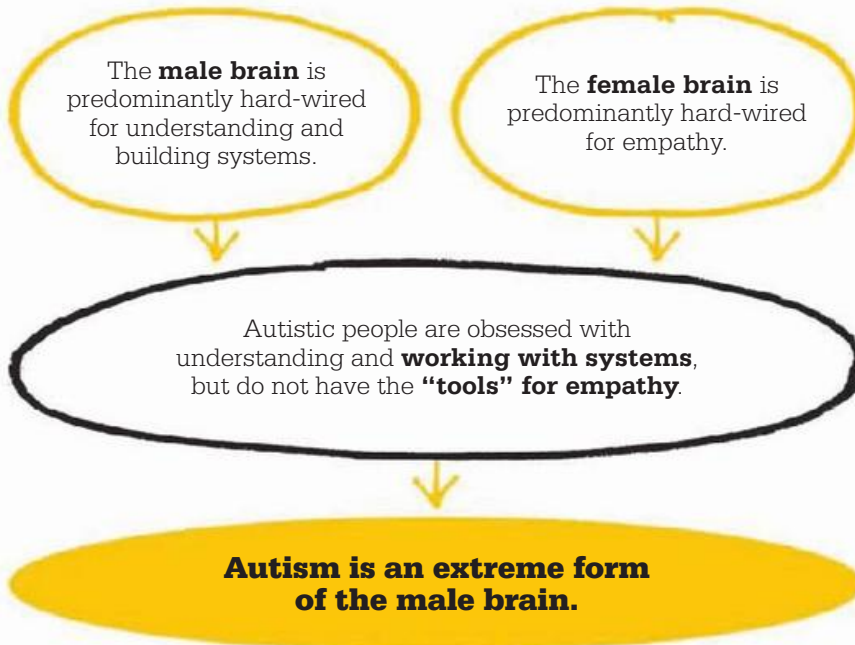 The male brain is
predominantly hard-wired
for understanding and
building systems.
The female brain is
predominantly hard-wired
for empathy.
Autistic people are obsessed with
understanding and working with systems,
but do not have the “tools” for empathy.
Autism is an extreme form
of the male brain.